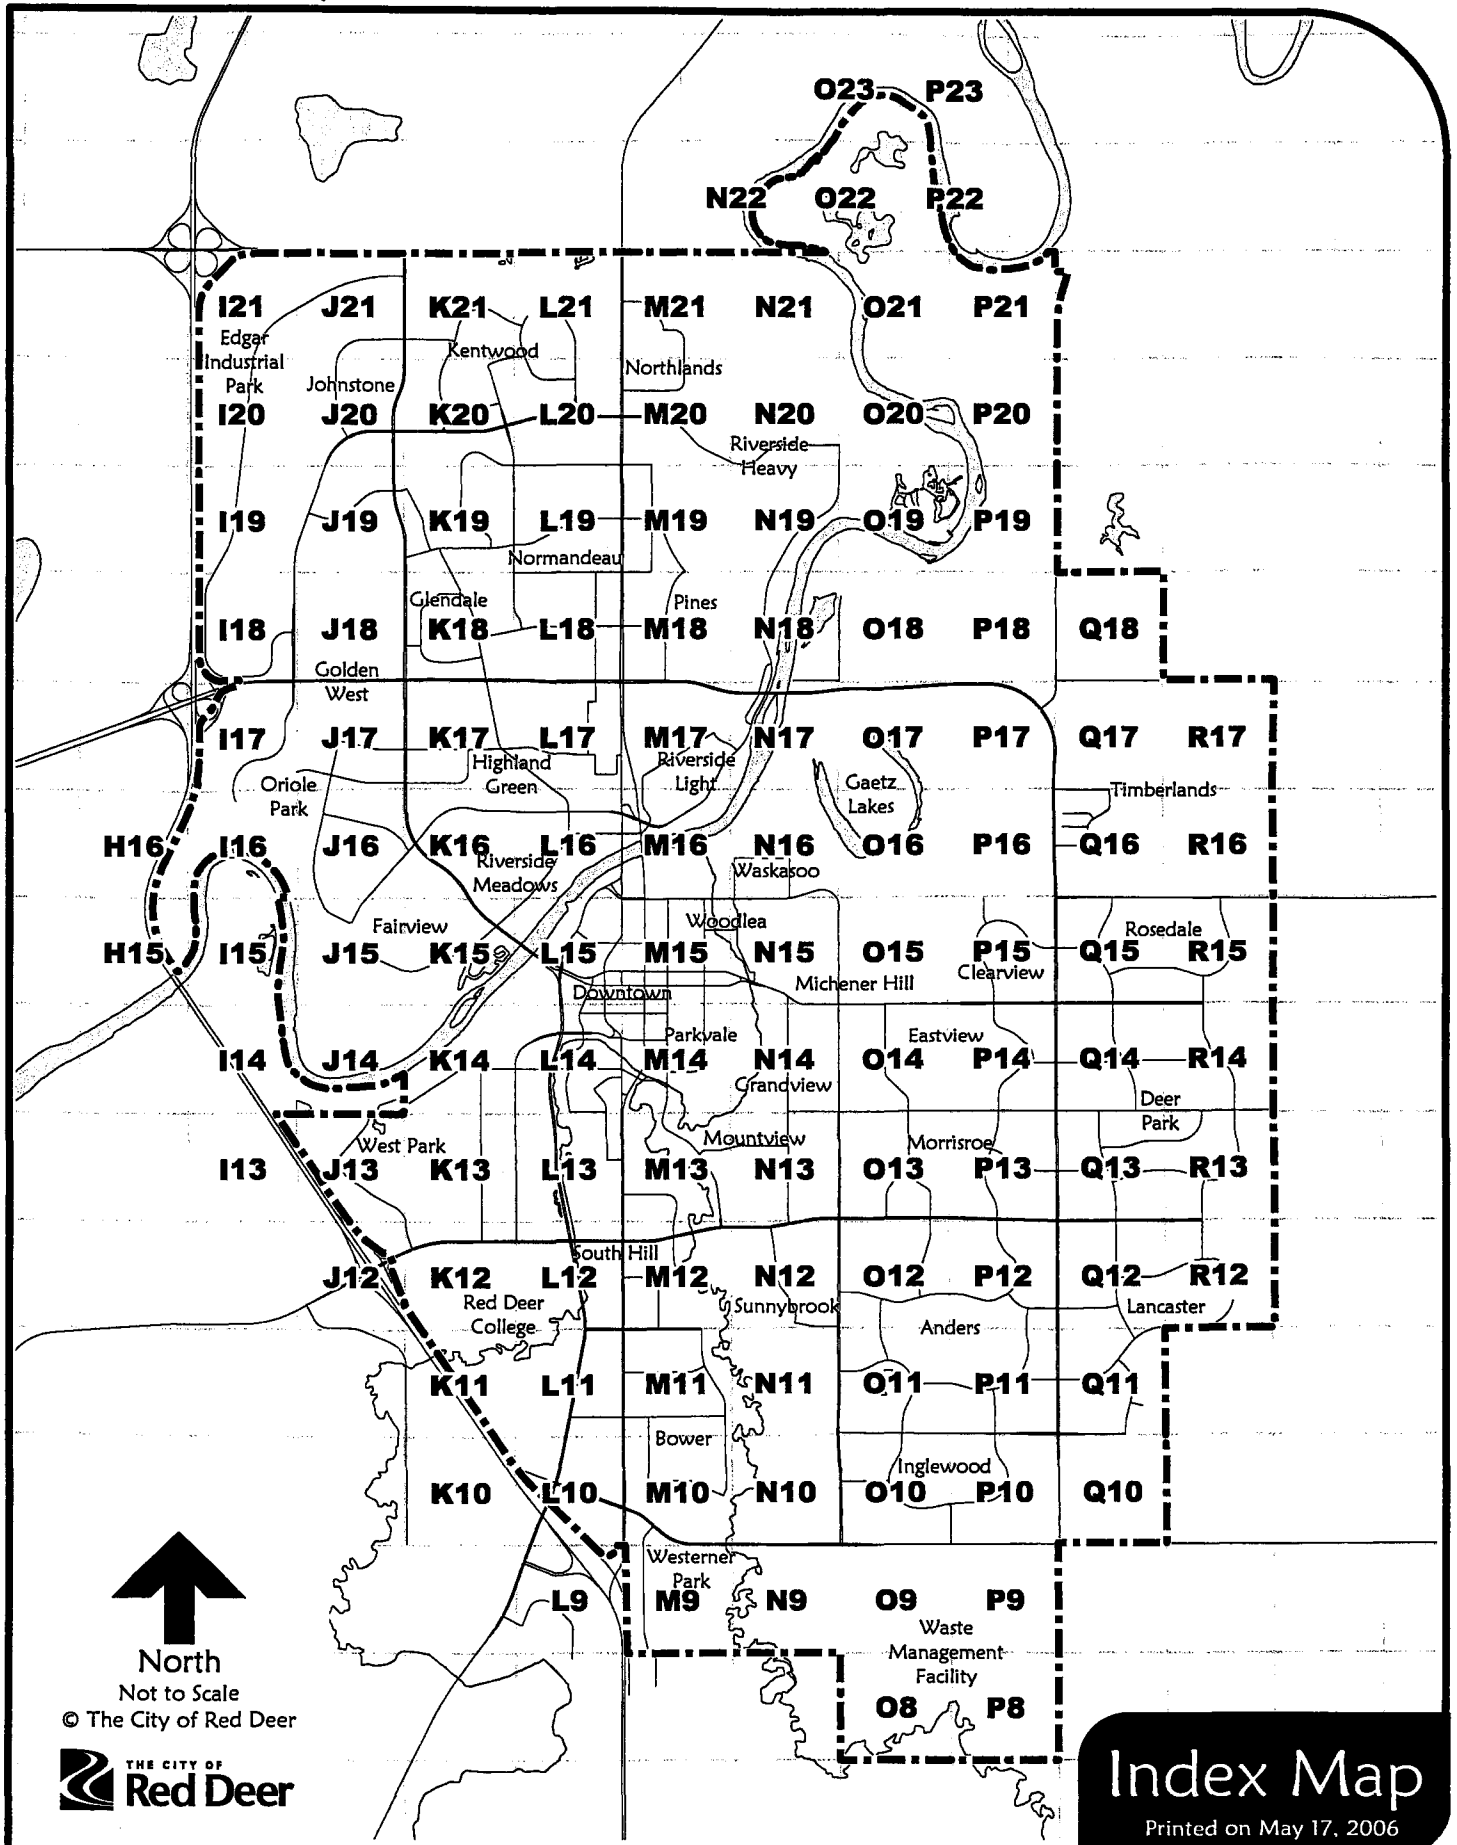 O23 P23
N22 O22 P22
I21 J21 K21 L21 M21 N21 O21 P21
Edgar
Industrial
Park
Kentwood
Northlands
Johnstone
I20 J20 K20 L20 M20 N20 O20 P20
Riverside
Heavy
I19 J19 K19 L19 M19 N19 O19 P19
Normandeau
Glendale
Pines
I18 J18 K18 L18 M18 N18 O18 P18 Q18
Golden
West
I17 J17 K17 L17 M17 N17 O17 P17 Q17 R17
Highland
Green
Riverside
Light
Oriole
Park
Gaetz
Lakes
Timberlands
H16 I16 J16 K16 L16 M16 N16 O16 P16 Q16 R16
Riverside
Meadows
Waskasoo
Fairview
Woodlea
Rosedale
H15 I15 J15 K15 L15 M15 N15 O15 P15 Q15 R15
Clearview
Michener Hill
Downtown
Parkvale
Eastview
I14 J14 K14 L14 M14 N14 O14 P14 Q14 R14
Grandview
Deer
Park
West Park
Mountview
Morrisroe
I13 J13 K13 L13 M13 N13 O13 P13 Q13 R13
South Hill
J12 K12 L12 M12 N12 O12 P12 Q12 R12
Red Deer
College
Sunnybrook
Lancaster
Anders
K11 L11 M11 N11 O11 P11 Q11
Bower
Inglewood
K10 L10 M10 N10 O10 P10 Q10
Westerner
Park
L9 M9 N9 O9 P9
Waste
Management
Facility
O8 P8
North
Not to Scale
© The City of Red Deer
THE CITY OF
Red Deer
Index Map
Printed on May 17, 2006